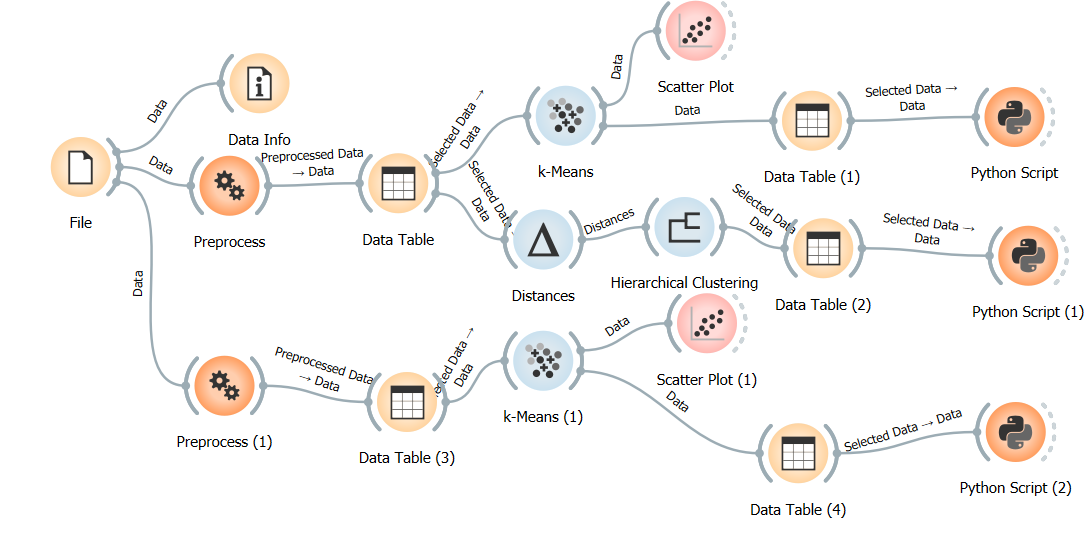 Scatter Plot
Data
Data Info
Data
Selected Data →
Data
k-Means
Data
Data Table (1)
Selected Data →
Data
Python Script
File
Data
Preprocess
Preprocessed Data
→ Data
Data Table
Selected Data
Data
Distances
Distances
Hierarchical Clustering
Selected Data
Data
Data Table (2)
Selected Data →
Data
Python Script (1)
Data
Preprocess (1)
Preprocessed Data
→ Data
Data Table (3)
Data →
Data
k-Means (1)
Data
Scatter Plot (1)
Data
Data Table (4)
Selected Data → Data
Python Script (2)